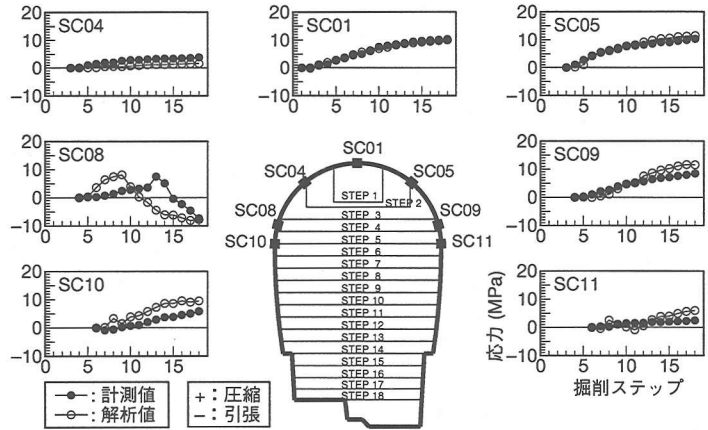 SC04
20
10
0
−10
0 5 10 15
SC01
20
10
0
−10
0 5 10 15
SC05
20
10
0
−10
0 5 10 15
SC08
20
10
0
−10
0 5 10 15
SC01
SC04
SC05
SC08
SC09
SC10
SC11
STEP 1
STEP 2
STEP 3
STEP 4
STEP 5
STEP 6
STEP 7
STEP 8
STEP 9
STEP 10
STEP 11
STEP 12
STEP 13
STEP 14
STEP 15
STEP 16
STEP 17
STEP 18
SC09
20
10
0
−10
0 5 10 15
SC10
20
10
0
−10
0 5 10 15
SC11
20
10
0
−10
0 5 10 15
応力 (MPa)
掘削ステップ
：計測値
：解析値
＋：圧縮
−：引張